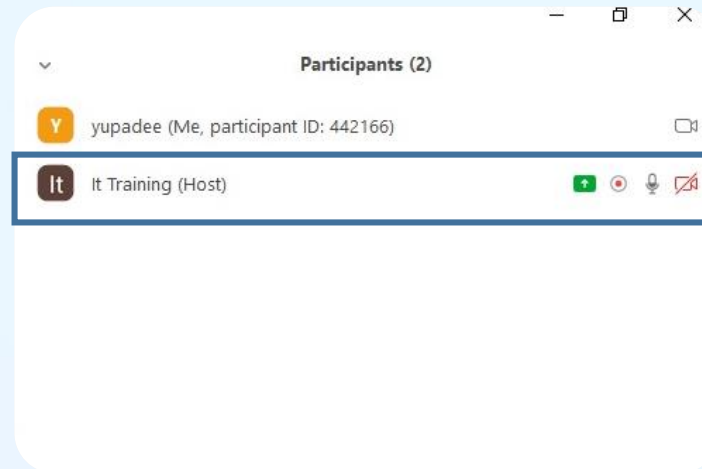 Participants (2)
Y yupadee (Me, participant ID: 442166)
It It Training (Host)